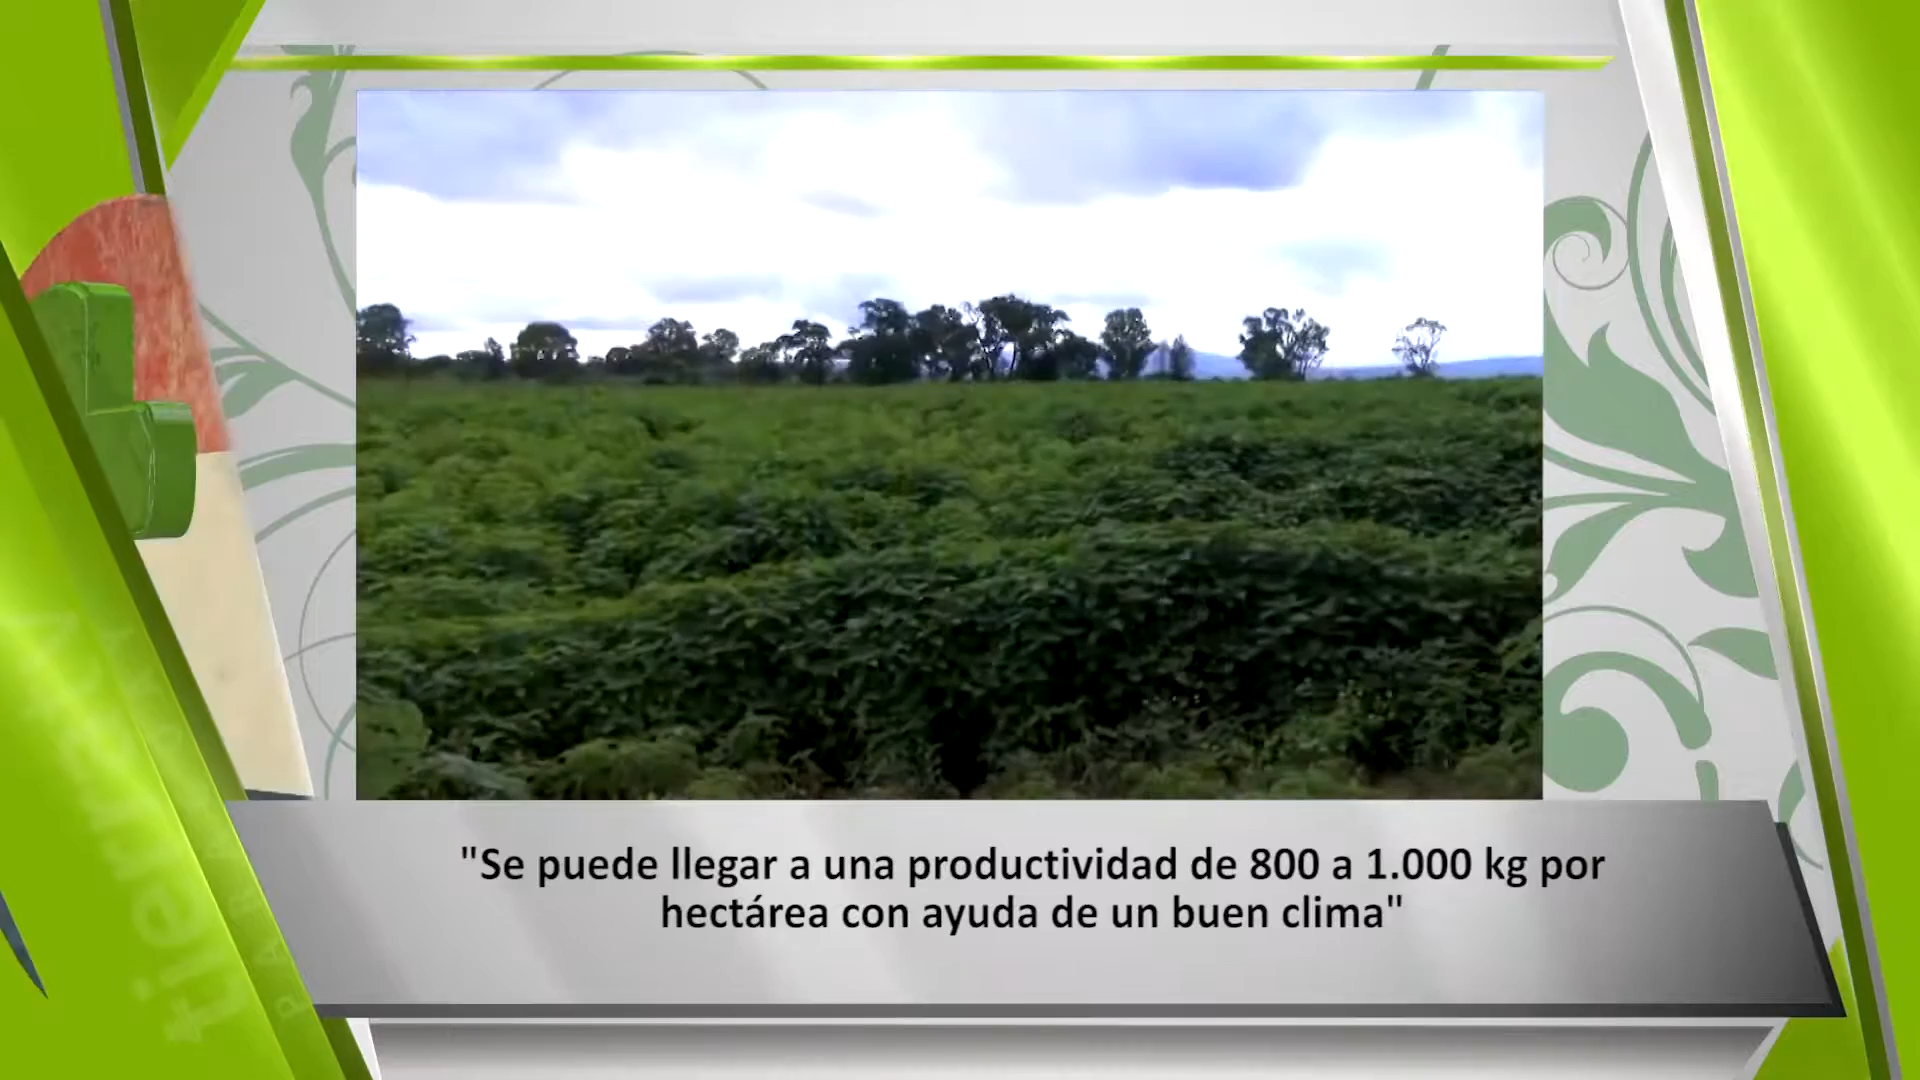 "Se puede llegar a una productividad de 800 a 1.000 kg por
hectárea con ayuda de un buen clima"